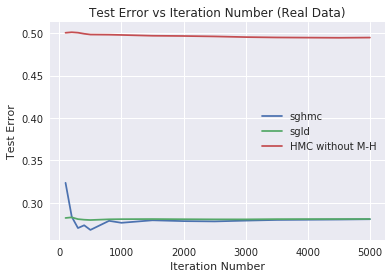 Test Error vs Iteration Number (Real Data)
0.50
0.45
0.40
0.35
0.30
Test Error
sghmc
sgld
HMC without M-H
0
1000
2000
3000
4000
5000
Iteration Number